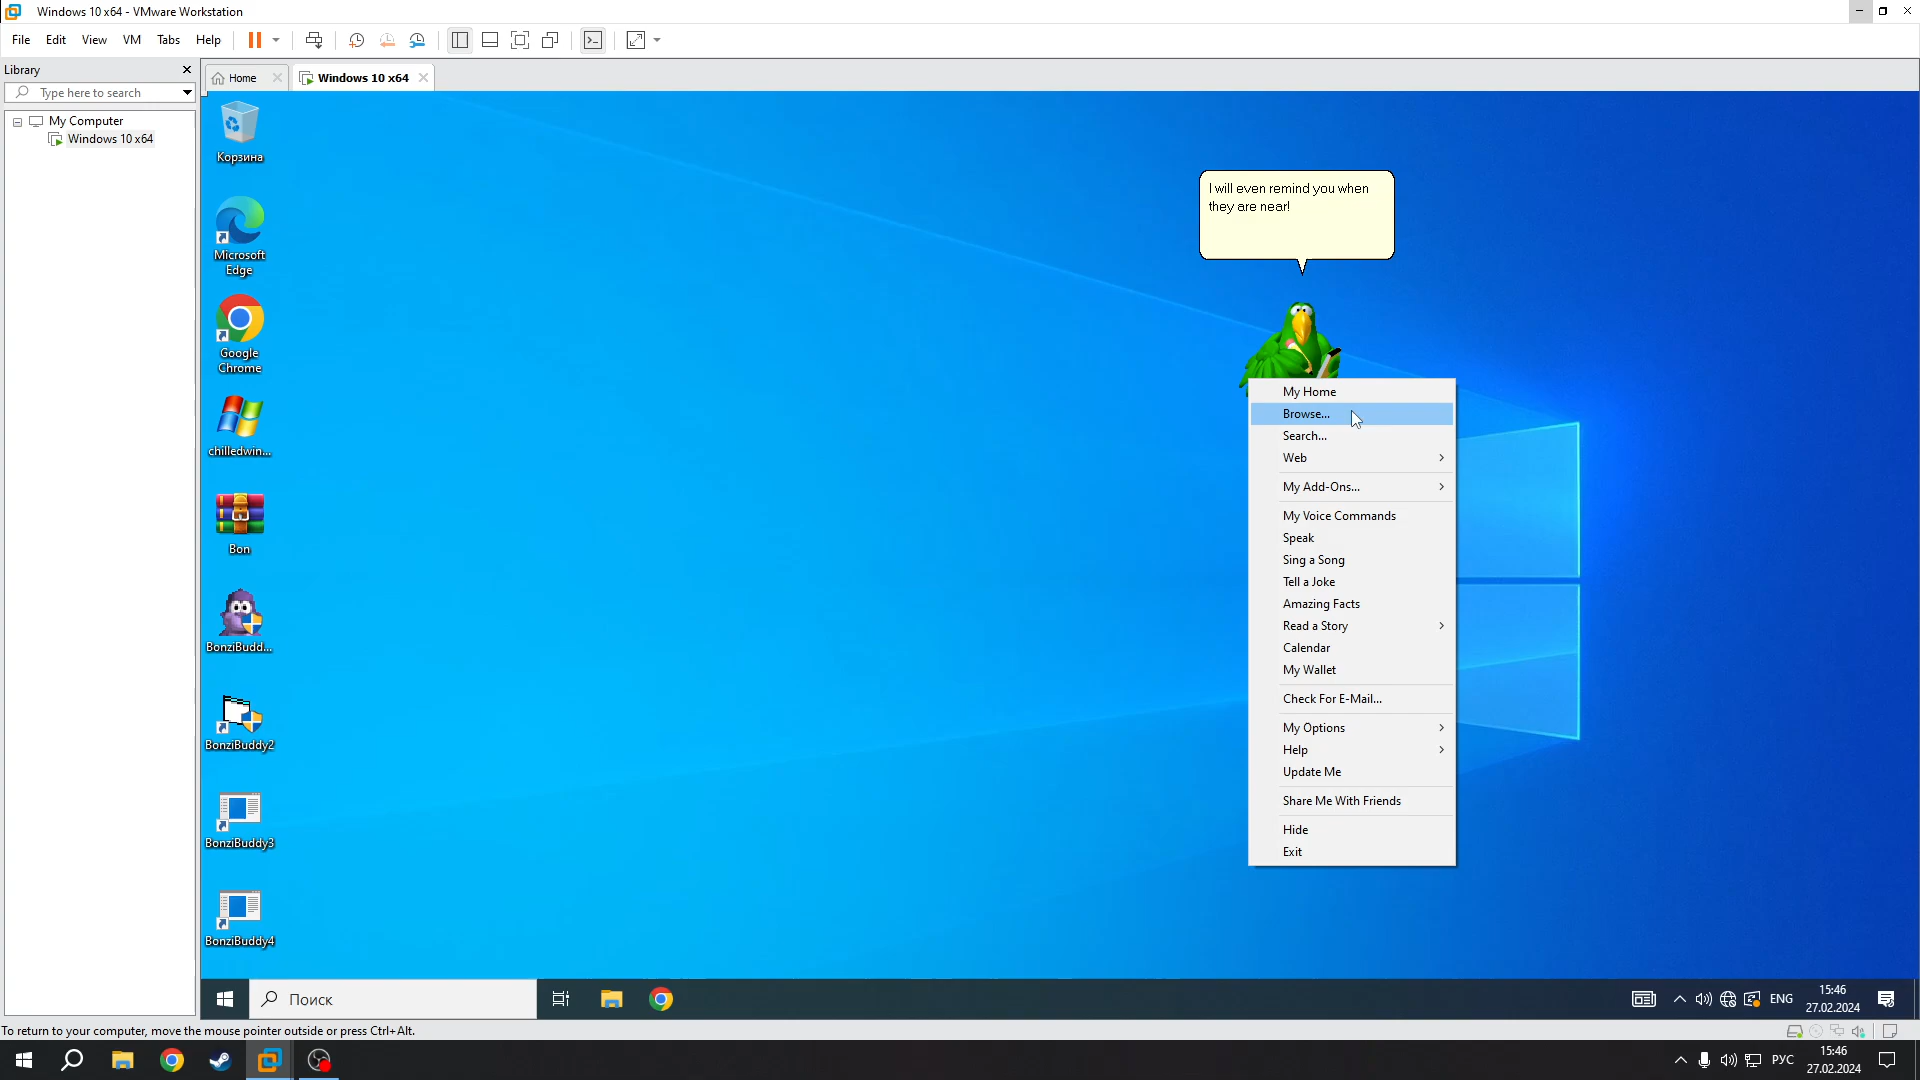 Windows 10 x64 - VMware Workstation
File Edit View VM Tabs Help
Library
Type here to search
My Computer
Windows 10 x64
Home
Windows 10 x64
Корзина
Microsoft
Edge
Google
Chrome
chilledwin...
Bon
BonziBudd...
BonziBuddy2
BonziBuddy3
BonziBuddy4
I will even remind you when
they are near!
My Home
Browse...
Search...
Web
My Add-Ons...
My Voice Commands
Speak
Sing a Song
Tell a Joke
Amazing Facts
Read a Story
Calendar
My Wallet
Check For E-Mail...
My Options
Help
Update Me
Share Me With Friends
Hide
Exit
Поиск
ENG
15:46
27.02.2024
To return to your computer, move the mouse pointer outside or press Ctrl+Alt.
РУС
15:46
27.02.2024